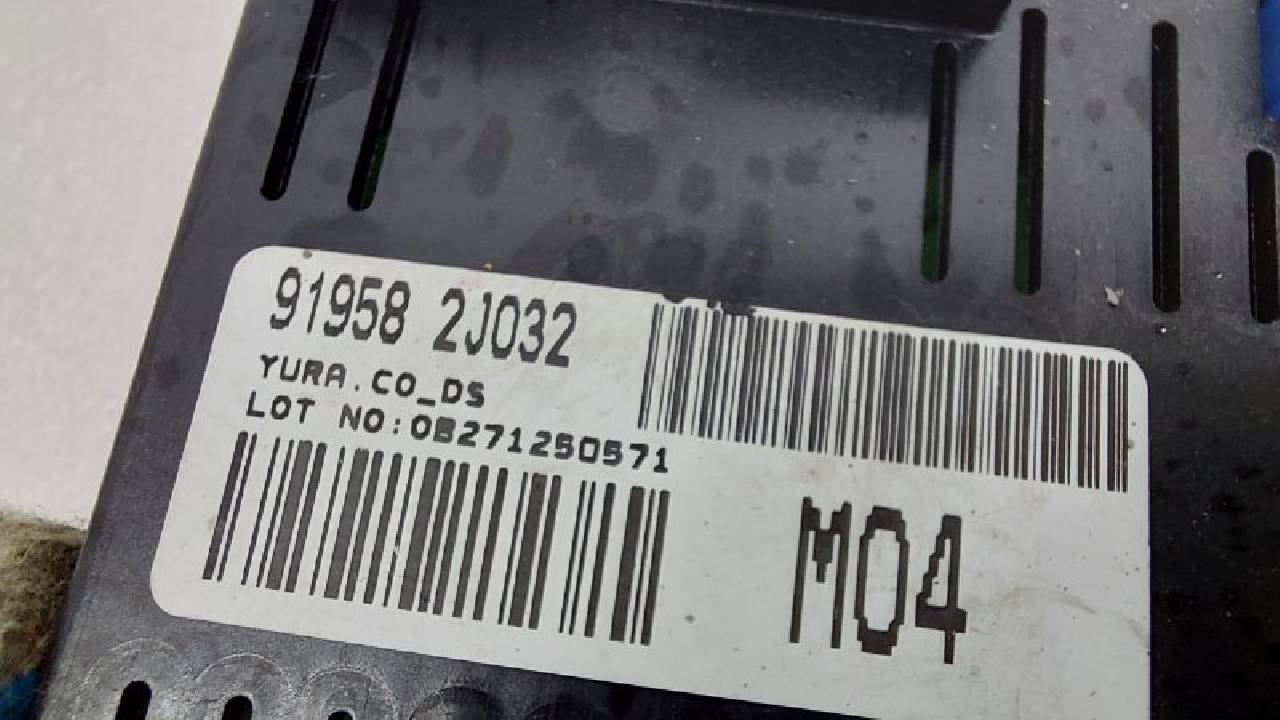 91958 2J032
YURA.CO_DS
LOT NO:0B271250571
M04